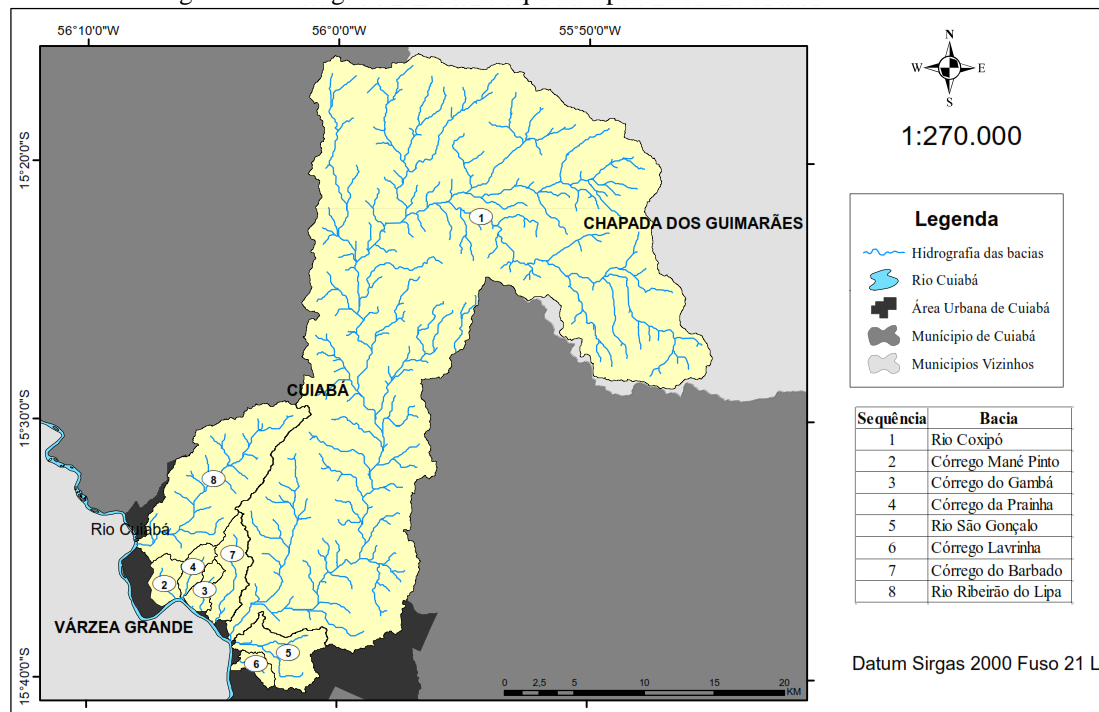 56°10'0"W
56°0'0"W
55°50'0"W
15°20'0"S
15°30'0"S
15°40'0"S
N
W
E
S
1:270.000
1
CHAPADA DOS GUIMARÃES
CUIABÁ
8
Rio Cuiabá
7
4
2
3
VÁRZEA GRANDE
5
6
0 2,5 5 10 15 20
KM
Legenda
Hidrografia das bacias
Rio Cuiabá
Área Urbana de Cuiabá
Munícipio de Cuiabá
Municipios Vizinhos
Sequência Bacia
1 Rio Coxipó
2 Córrego Mané Pinto
3 Córrego do Gambá
4 Córrego da Prainha
5 Rio São Gonçalo
6 Córrego Lavrinha
7 Córrego do Barbado
8 Rio Ribeirão do Lipa
Datum Sirgas 2000 Fuso 21 L